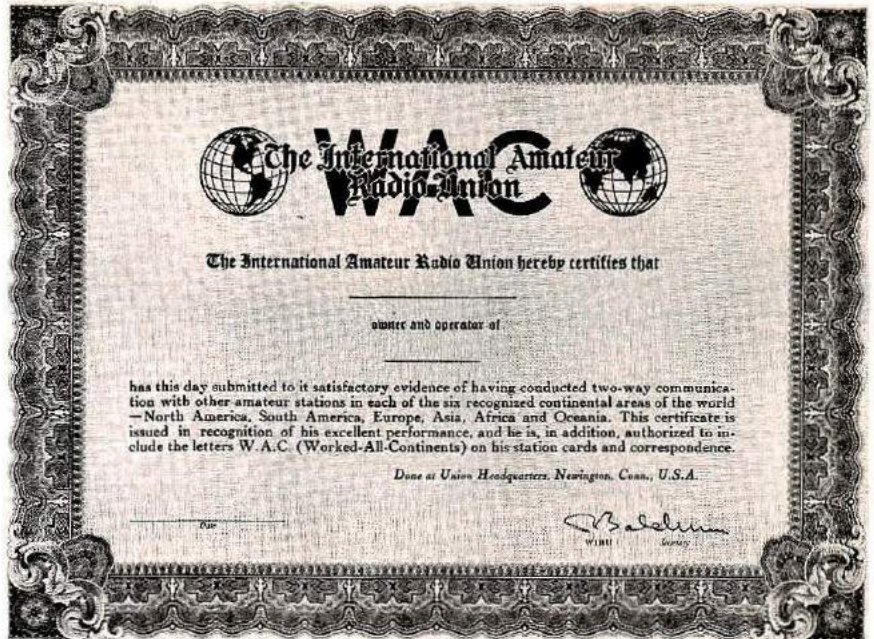 WAC
The International Amateur
Radio Union
The International Amateur Radio Union hereby certifies that
owner and operator of
has this day submitted to it satisfactory evidence of having conducted two-way communica-
tion with other amateur stations in each of the six recognized continental areas of the world
—North America, South America, Europe, Asia, Africa and Oceania. This certificate is
issued in recognition of his excellent performance, and he is, in addition, authorized to in-
clude the letters W.A.C. (Worked-All-Continents) on his station cards and correspondence.
Done at Union Headquarters, Newington, Conn., U.S.A.
Date
W1RU Secretary